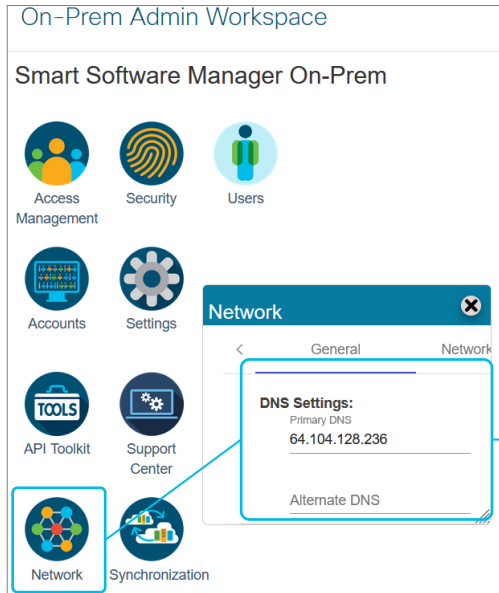 On-Prem Admin Workspace
Smart Software Manager On-Prem
Access
Management
Security
Users
Accounts
Settings
Network
< General Network
DNS Settings:
Primary DNS
64.104.128.236
Alternate DNS
TOOLS
API Toolkit
Support
Center
Network
Synchronization